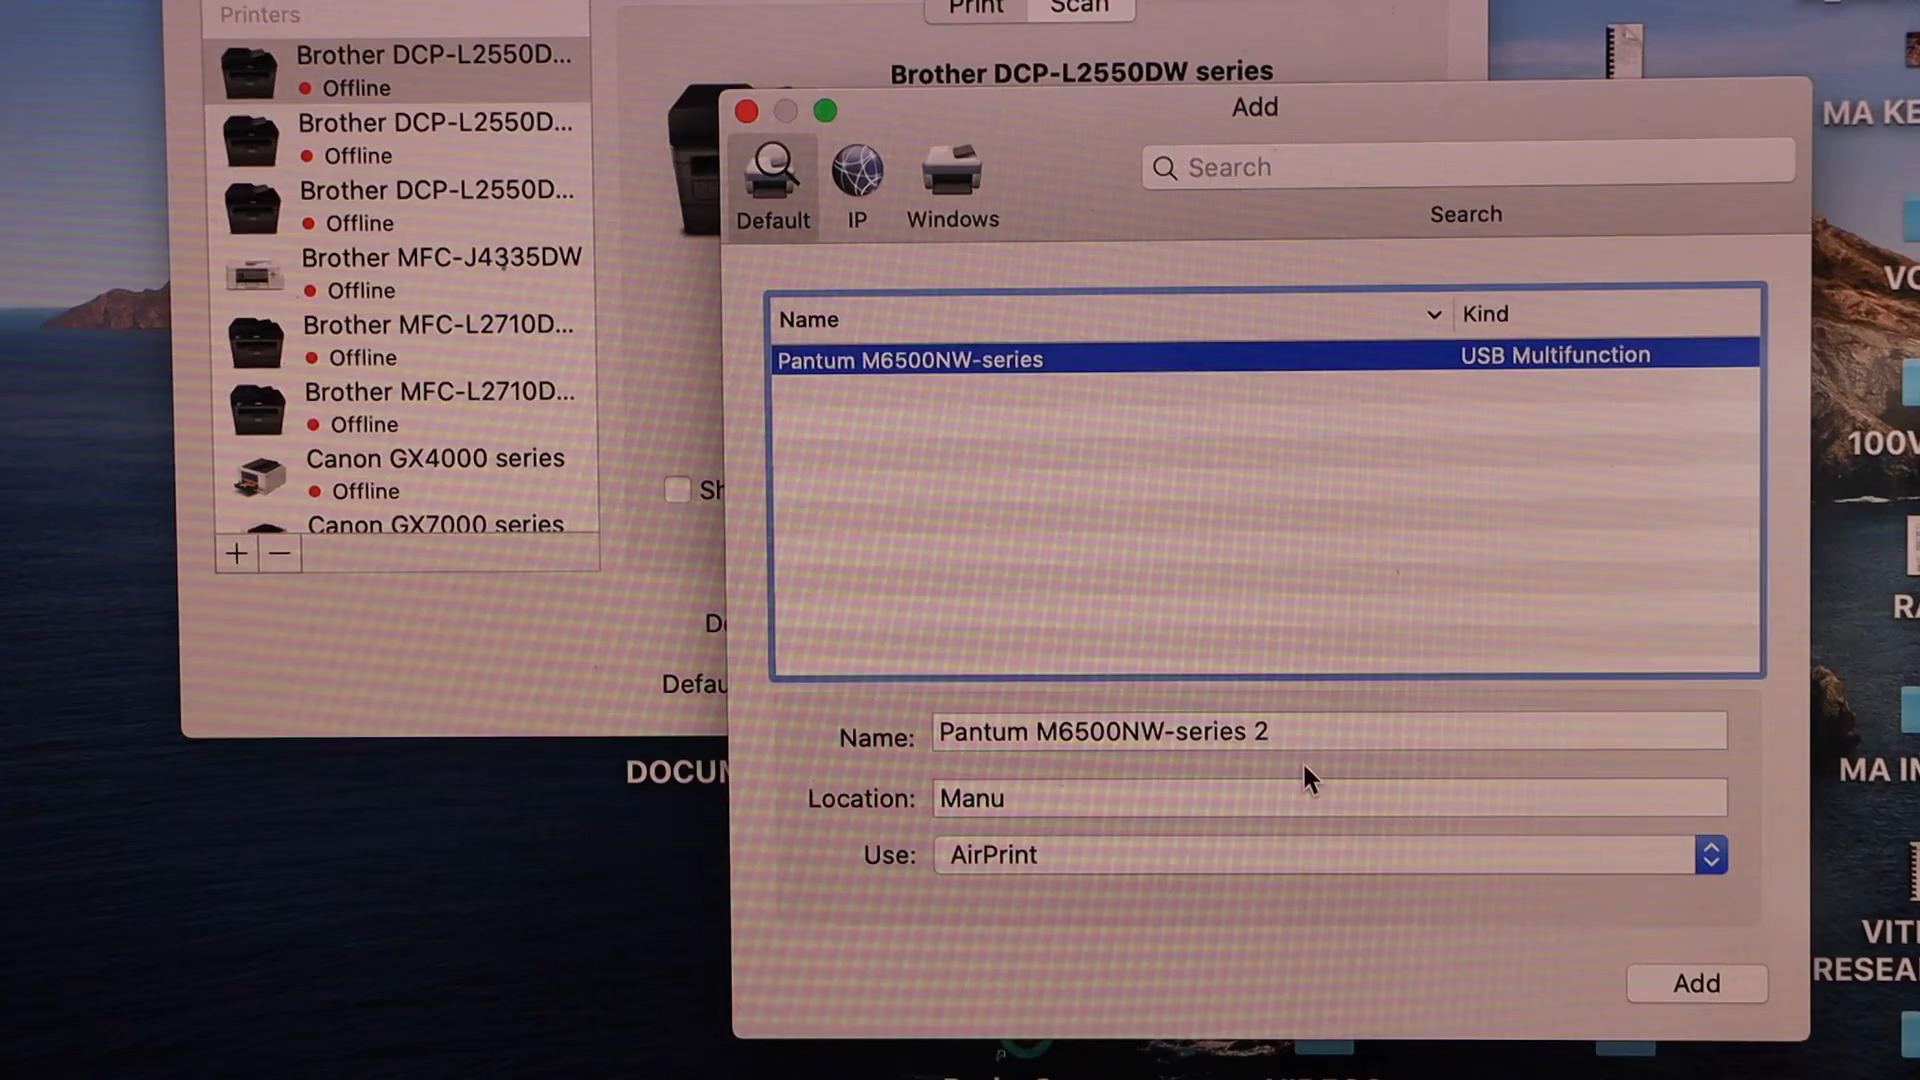 Printers
Print
Scan
Brother DCP-L2550D...
Offline
Brother DCP-L2550D...
Offline
Brother DCP-L2550D...
Offline
Brother MFC-J4335DW
Offline
Brother MFC-L2710D...
Offline
Brother MFC-L2710D...
Offline
Canon GX4000 series
Offline
Canon GX7000 series
Brother DCP-L2550DW series
Add
Default
IP
Windows
Search
Search
Name
Kind
Pantum M6500NW-series
USB Multifunction
Name: Pantum M6500NW-series 2
Location: Manu
Use: AirPrint
Add
MA KE
100V
MA IM
VIT
RESEA
DOCUM
Defau